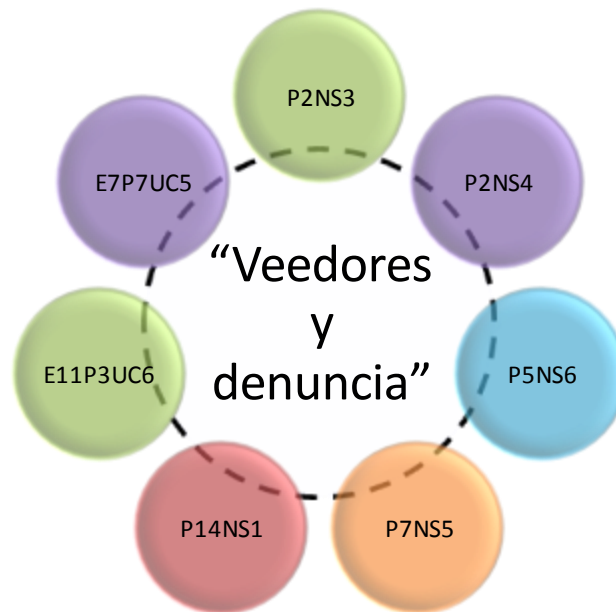 P2NS3
P2NS4
P5NS6
P7NS5
P14NS1
E11P3UC6
E7P7UC5
“Veedores
y
denuncia”